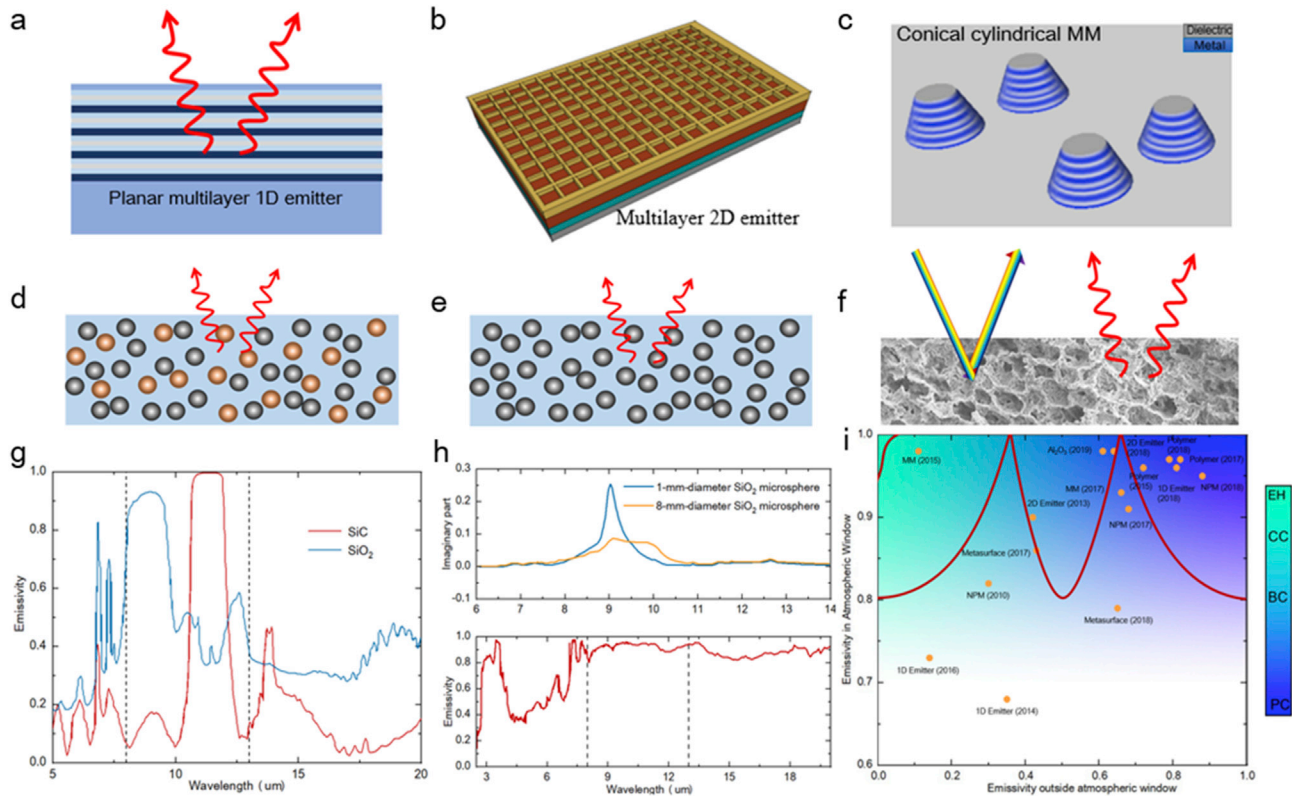 a
b
c
Conical cylindrical MM
Dielectric
Metal
Planar multilayer 1D emitter
Multilayer 2D emitter
d
e
f
g
Emissivity
1.0
0.8
0.6
0.4
0.2
0.0
SiC
SiO₂
5
10
15
20
Wavelength (um)
h
Imaginary part
0.3
0.2
0.1
0.0
-0.1
1-mm-diameter SiO₂ microsphere
8-mm-diameter SiO₂ microsphere
6 7 8 9 10 11 12 13 14
Emissivity
1.0
0.8
0.6
0.4
0.2
0.0
3 6 9 12 15 18
Wavelength (um)
i
Emissivity in Atmospheric Window
1.0
0.9
0.8
0.7
0.6
MM (2015)
Al₂O₃ (2019)
2D Emitter
(2018)
Polymer
(2018)
Polymer (2017)
Polymer
(2015)
1D Emitter
(2018)
NPM (2018)
MM (2017)
2D Emitter (2013)
NPM (2017)
Metasurface (2017)
NPM (2010)
Metasurface (2018)
1D Emitter (2016)
1D Emitter (2014)
0.0 0.2 0.4 0.6 0.8 1.0
Emissivity outside atmospheric window
EH
CC
BC
PC